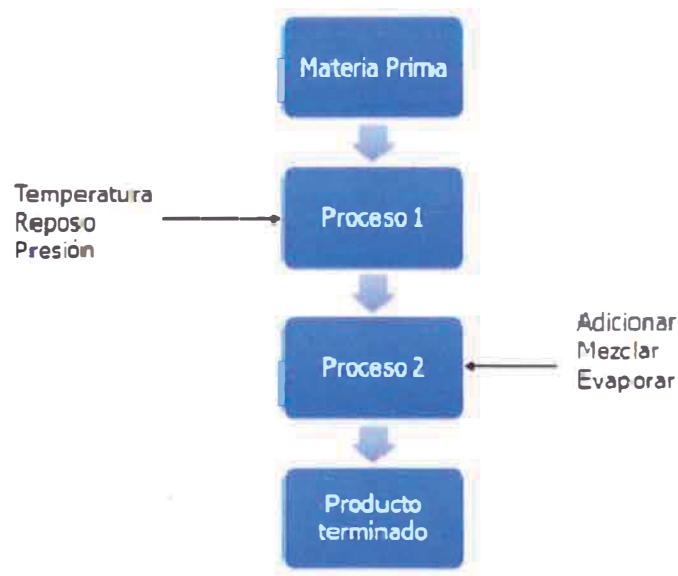 Materia Prima
Temperatura
Reposo
Presión
Proceso 1
Adicionar
Mezclar
Evaporar
Proceso 2
Producto
terminado